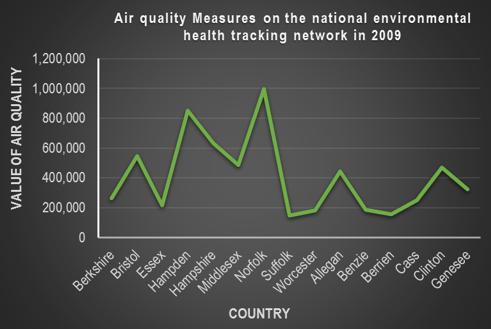 Air quality Measures on the national environmental
health tracking network in 2009
VALUE OF AIR QUALITY
1,200,000
1,000,000
800,000
600,000
400,000
200,000
0
Berkshire
Bristol
Essex
Hampden
Hampshire
Middlesex
Norfolk
Suffolk
Worcester
Allegan
Benzie
Berrien
Cass
Clinton
Genesee
COUNTRY